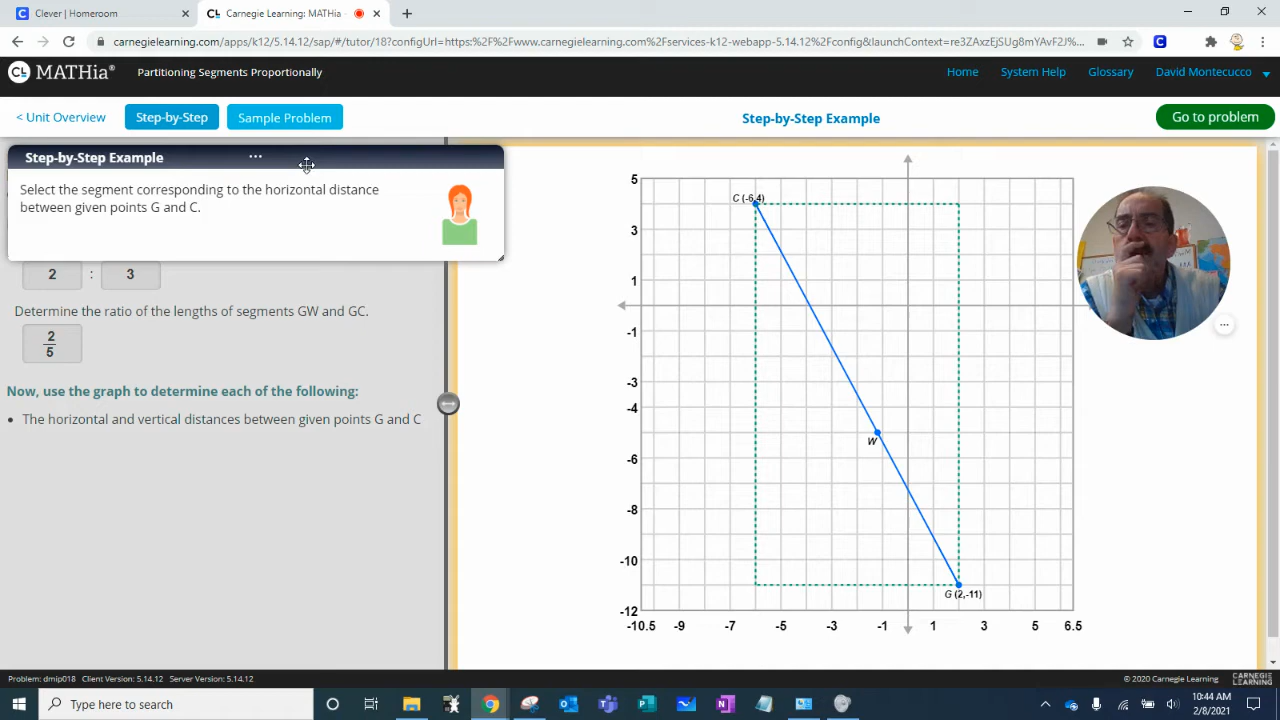 Clever | Homeroom
Carnegie Learning: MATHia
carnegielearning.com/apps/k12/5.14.12/sap/#/tutor/18?configUrl=https:%2F%2Fwww.carnegielearning.com%2Fservices-k12-webapp-5.14.12%2Fconfig&launchContext=re3ZAxzEjSUg8mYAvF2J%...
CL MATHia®
Partitioning Segments Proportionally
Home
System Help
Glossary
David Montecucco
< Unit Overview
Step-by-Step
Sample Problem
Step-by-Step Example
Go to problem
Step-by-Step Example
Select the segment corresponding to the horizontal distance
between given points G and C.
2 : 3
Determine the ratio of the lengths of segments GW and GC.
2
5
Now, use the graph to determine each of the following:
• The horizontal and vertical distances between given points G and C
5
C (-6,4)
3
1
-1
-3
-4
W
-6
-8
-10
G (2,-11)
-12
-10.5 -9 -7 -5 -3 -1 1 3 5 6.5
Problem: dmip018 Client Version: 5.14.12 Server Version: 5.14.12
© 2020 Carnegie Learning
CARNEGIE
LEARNING
Type here to search
10:44 AM
2/8/2021